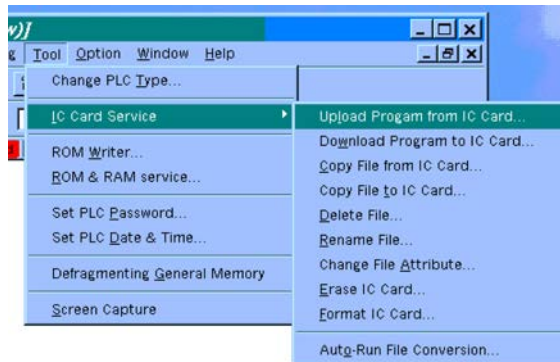 w)]
g Tool Option Window Help
Change PLC Type...
IC Card Service
Upload Progam from IC Card...
Download Program to IC Card...
ROM Writer...
Copy File from IC Card...
ROM & RAM service...
Copy File to IC Card...
Delete File...
Set PLC Password...
Rename File...
Set PLC Date & Time...
Change File Attribute...
Defragmenting General Memory
Erase IC Card...
Screen Capture
Format IC Card...
Auto-Run File Conversion...